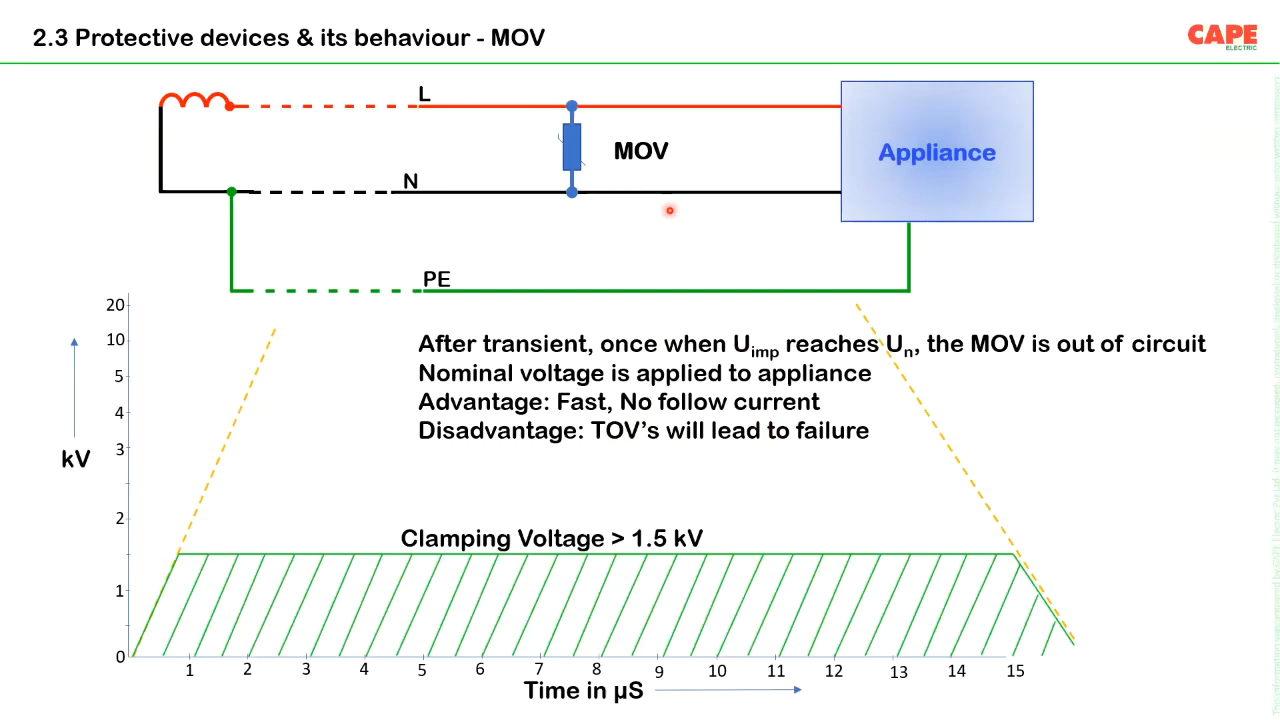 2.3 Protective devices & its behaviour - MOV
CAPE
ELECTRIC
L
MOV
Appliance
N
PE
20
10
5
4
3
kV
2
1
0
After transient, once when Uimp reaches Un, the MOV is out of circuit
Nominal voltage is applied to appliance
Advantage: Fast, No follow current
Disadvantage: TOV's will lead to failure
Clamping Voltage > 1.5 kV
1 2 3 4 5 6 7 8 9 10 11 12 13 14 15
Time in µS